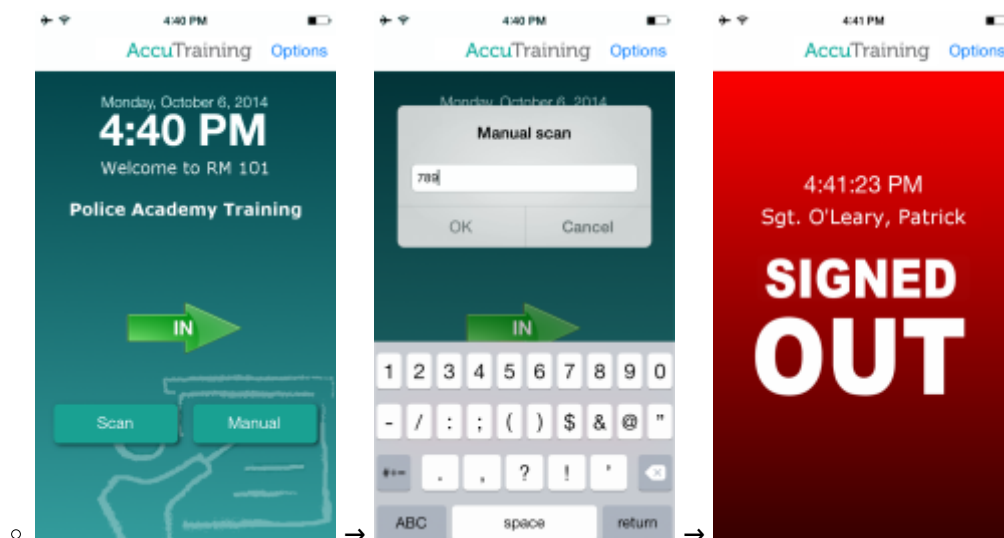 4:40 PM
AccuTraining Options
Monday, October 6, 2014
4:40 PM
Welcome to RM 101
Police Academy Training
IN
Scan Manual
→
4:40 PM
AccuTraining Options
Monday, October 6, 2014
Manual scan
789
OK Cancel
IN
1 2 3 4 5 6 7 8 9 0
- / : ; ( ) $ & @ "
#+= . , ? ! '
ABC space return
→
4:41 PM
AccuTraining Options
4:41:23 PM
Sgt. O'Leary, Patrick
SIGNED
OUT